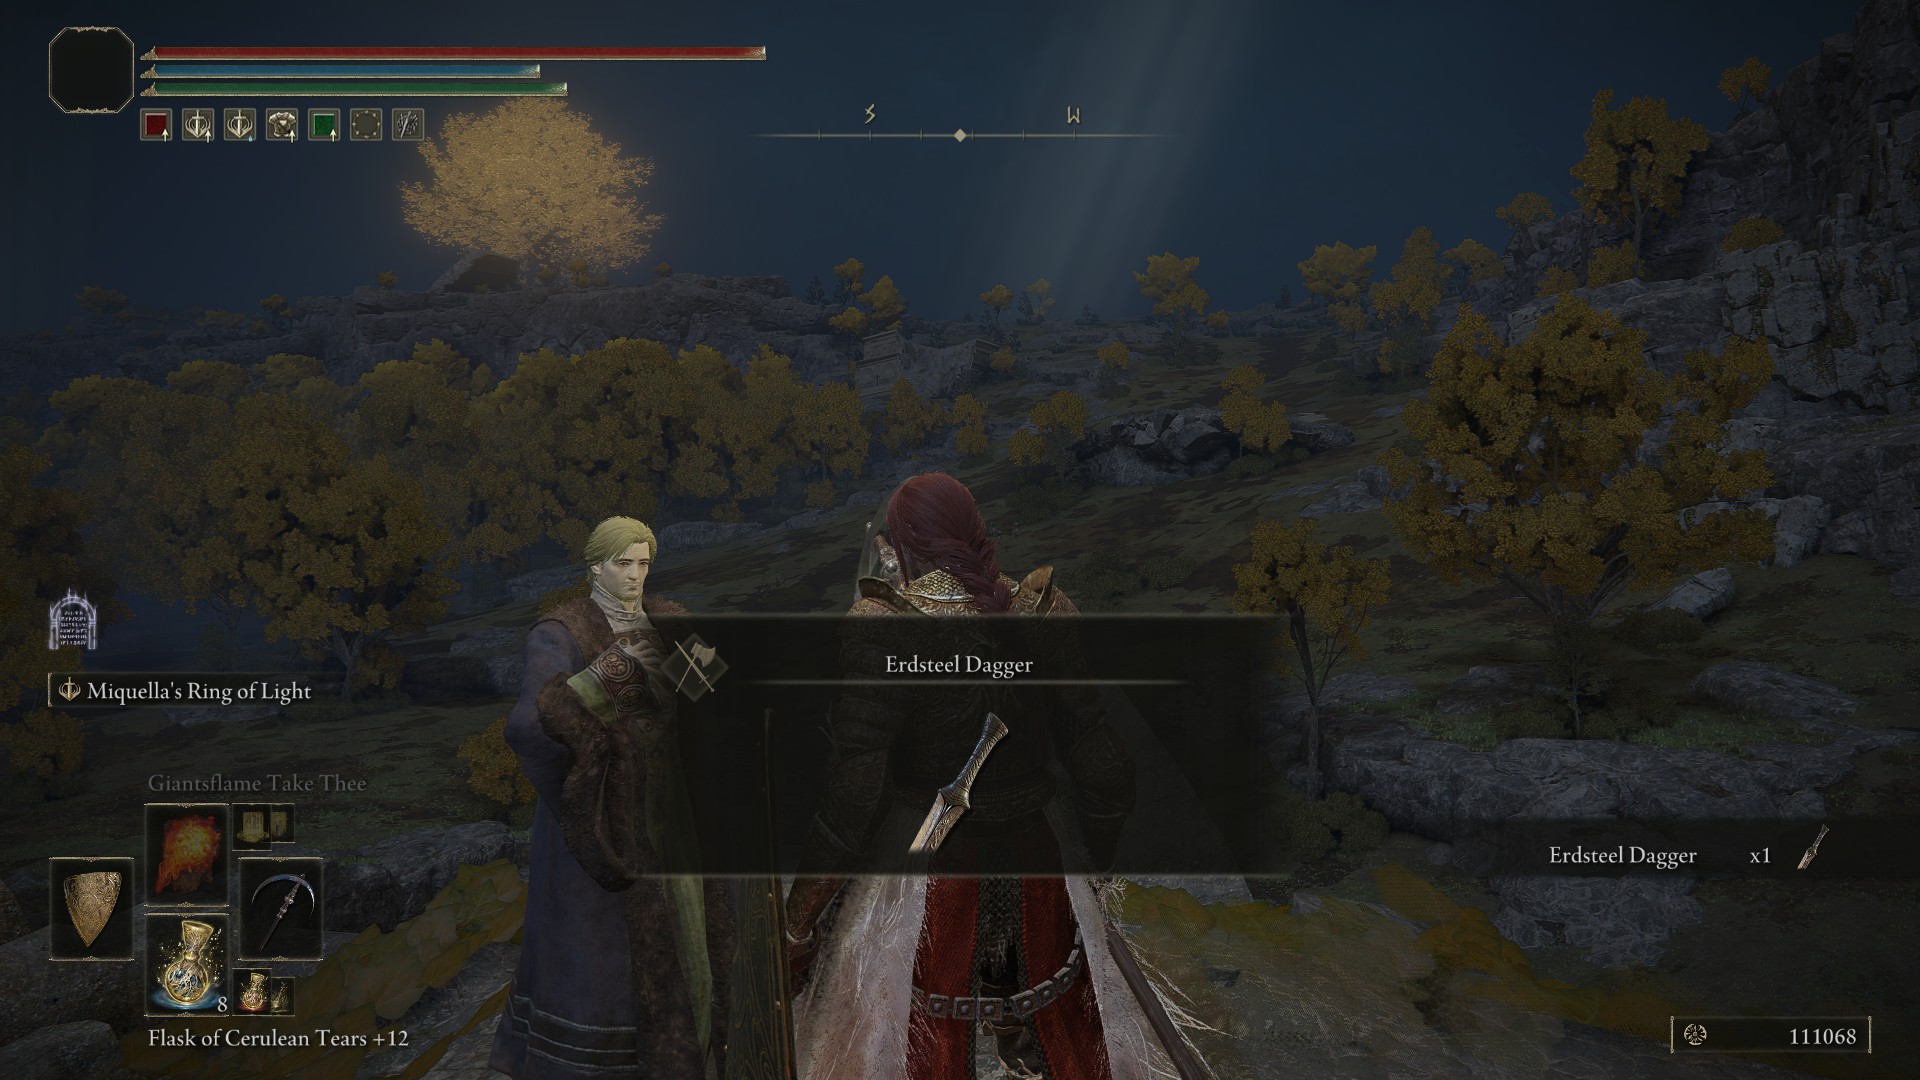 S
W
Erdsteel Dagger
Miquella's Ring of Light
Giantsflame Take Thee
Erdsteel Dagger x1
8
Flask of Cerulean Tears +12
111068